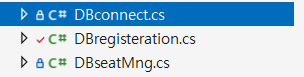 C# DBconnect.cs
C# DBregisteration.cs
C# DBseatMng.cs